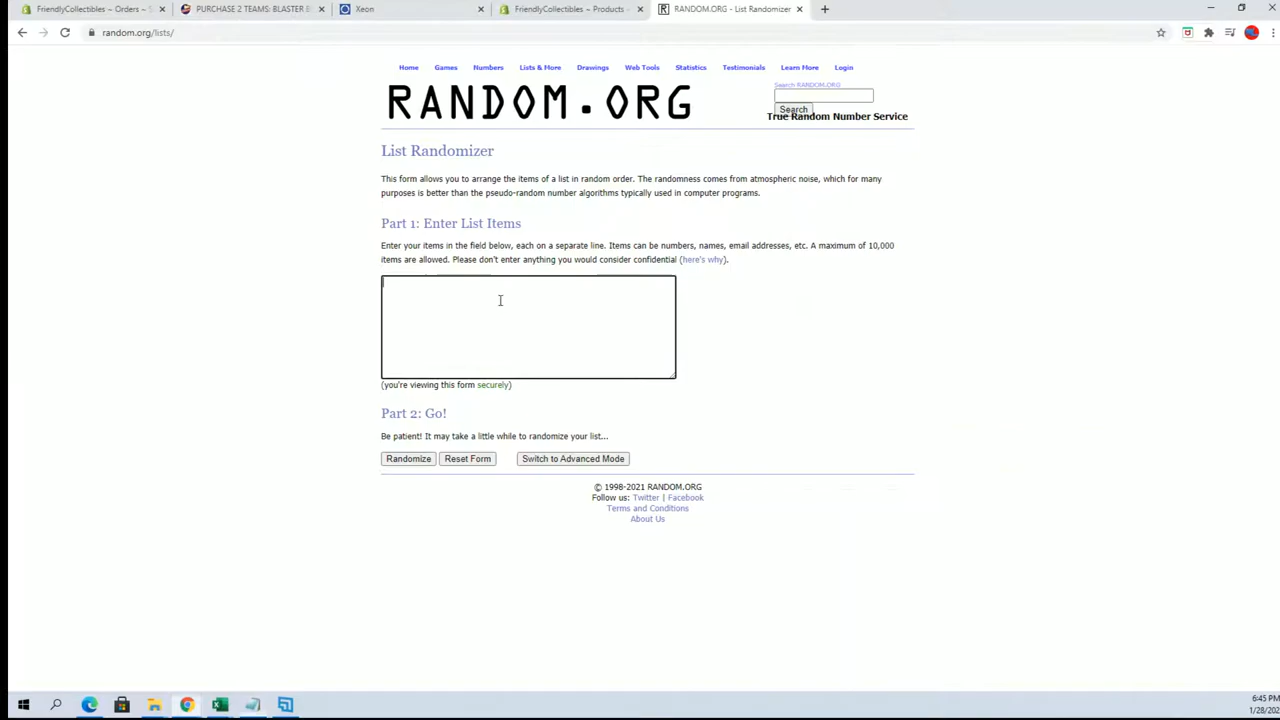 FriendlyCollectibles ~ Orders ~ S
PURCHASE 2 TEAMS: BLASTER B
Xeon
FriendlyCollectibles ~ Products ~
RANDOM.ORG - List Randomizer
random.org/lists/
Home Games Numbers Lists & More Drawings Web Tools Statistics Testimonials Learn More Login
RANDOM.ORG
Search RANDOM.ORG
Search
True Random Number Service
List Randomizer
This form allows you to arrange the items of a list in random order. The randomness comes from atmospheric noise, which for many
purposes is better than the pseudo-random number algorithms typically used in computer programs.
Part 1: Enter List Items
Enter your items in the field below, each on a separate line. Items can be numbers, names, email addresses, etc. A maximum of 10,000
items are allowed. Please don't enter anything you would consider confidential (here's why).
(you're viewing this form securely)
Part 2: Go!
Be patient! It may take a little while to randomize your list...
Randomize Reset Form Switch to Advanced Mode
© 1998-2021 RANDOM.ORG
Follow us: Twitter | Facebook
Terms and Conditions
About Us
6:45 PM
1/28/202